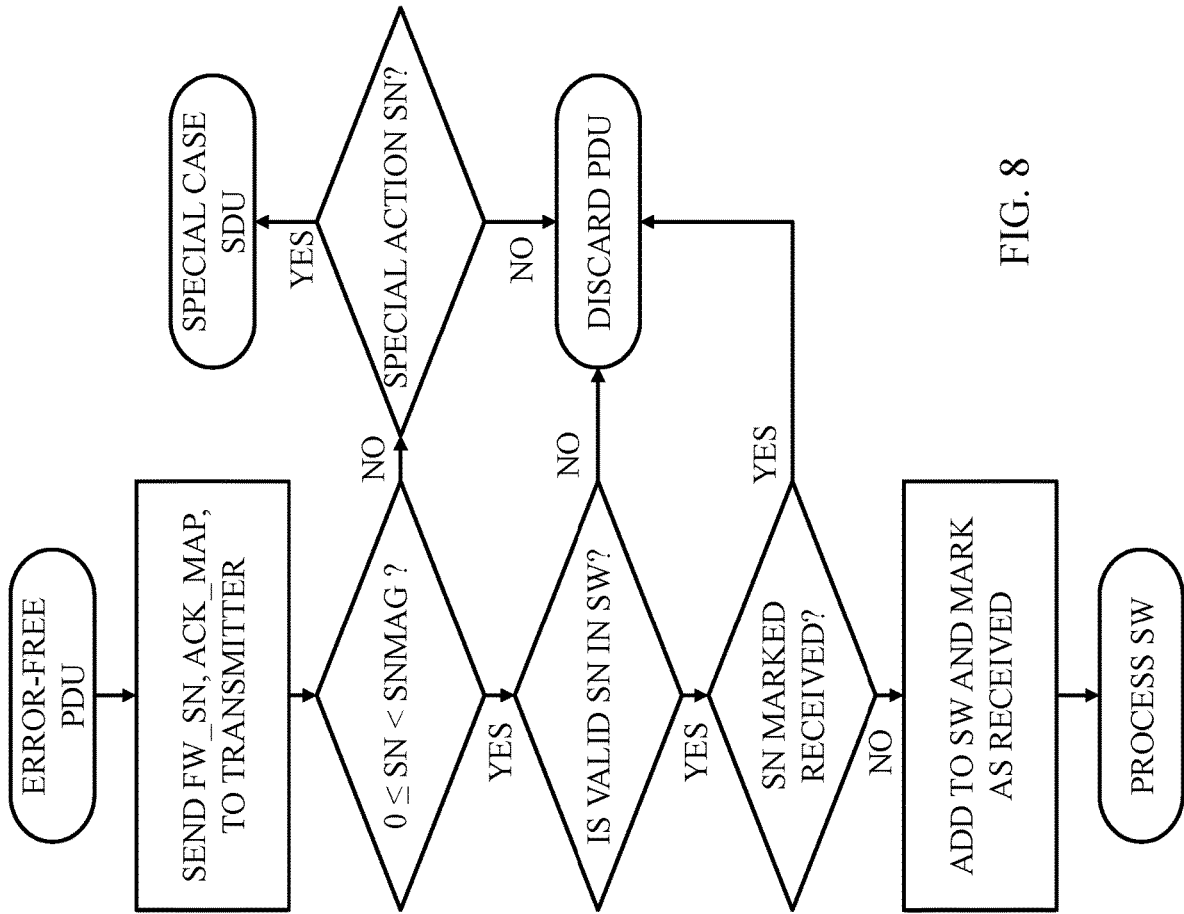 ERROR-FREE
PDU
SEND FW_SN, ACK_MAP,
TO TRANSMITTER
0 ≤ SN < SNMAG ?
NO
YES
SPECIAL ACTION SN?
YES
SPECIAL CASE
SDU
NO
IS VALID SN IN SW?
NO
DISCARD PDU
YES
SN MARKED
RECEIVED?
YES
NO
ADD TO SW AND MARK
AS RECEIVED
PROCESS SW
FIG. 8